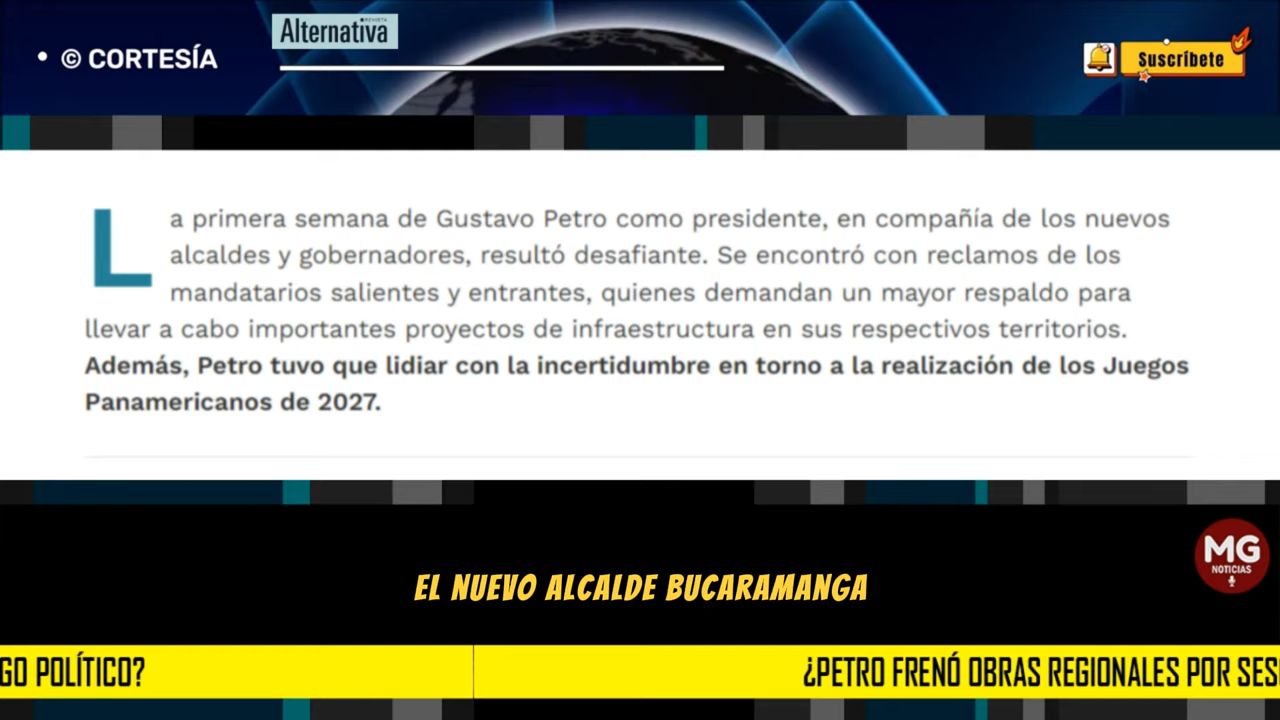 © CORTESÍA
REVISTA
Alternativa
Suscríbete
La primera semana de Gustavo Petro como presidente, en compañía de los nuevos
alcaldes y gobernadores, resultó desafiante. Se encontró con reclamos de los
mandatarios salientes y entrantes, quienes demandan un mayor respaldo para
llevar a cabo importantes proyectos de infraestructura en sus respectivos territorios.
Además, Petro tuvo que lidiar con la incertidumbre en torno a la realización de los Juegos
Panamericanos de 2027.
MG
NOTICIAS
EL NUEVO ALCALDE BUCARAMANGA
GO POLÍTICO? ¿PETRO FRENÓ OBRAS REGIONALES POR SES